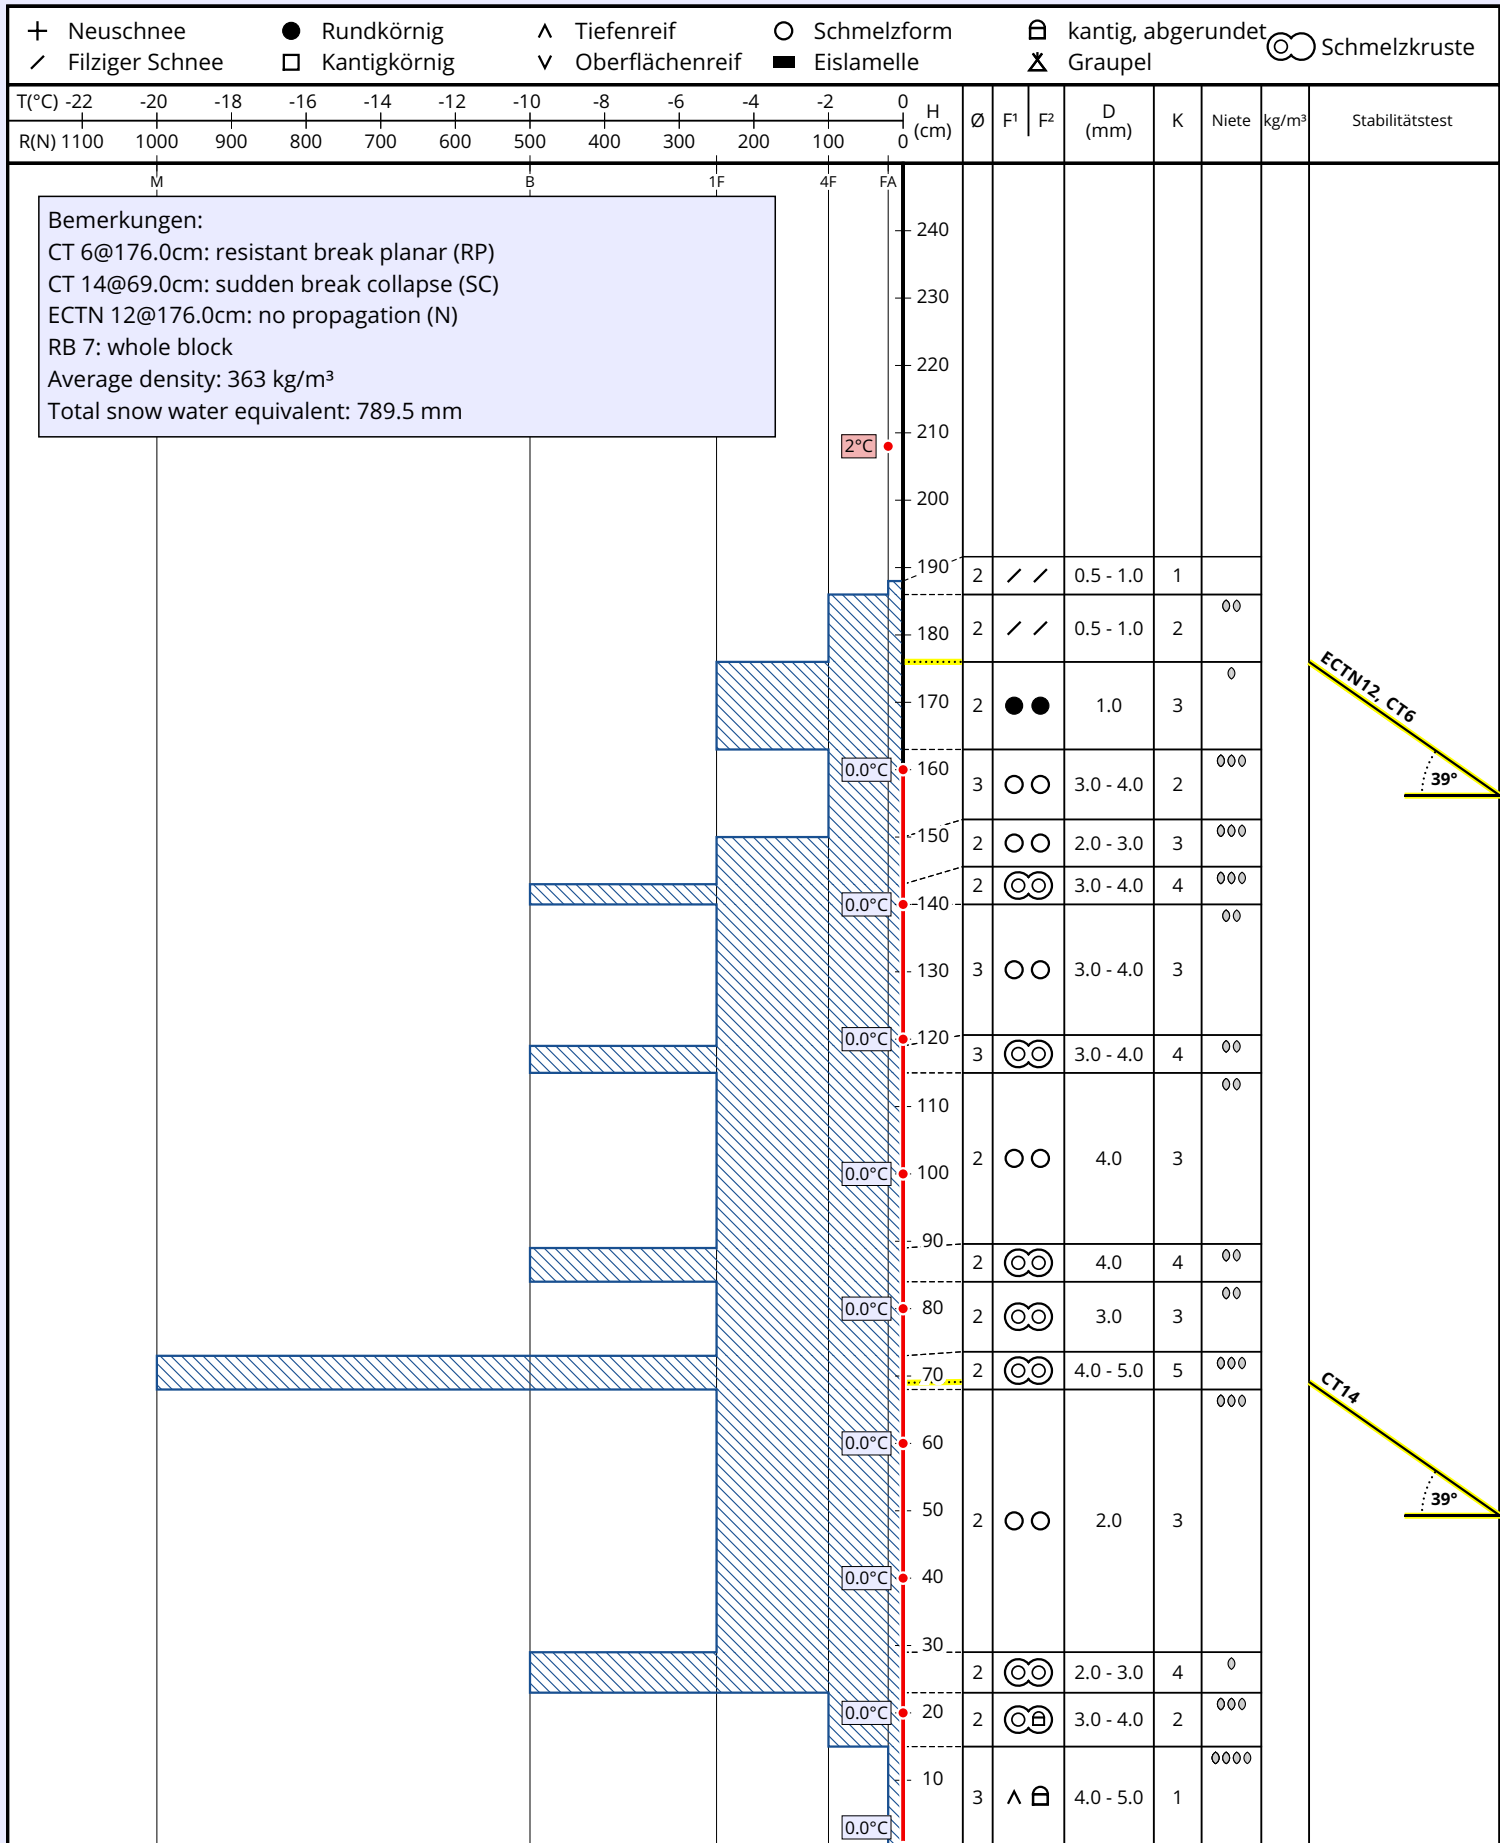 Neuschnee Rundkörnig Tiefenreif Schmelzform kantig, abgerundet Schmelzkruste
Filziger Schnee Kantigkörnig Oberflächenreif Eislamelle Graupel
T(°C) -22 -20 -18 -16 -14 -12 -10 -8 -6 -4 -2 0
R(N) 1100 1000 900 800 700 600 500 400 300 200 100 0
H (cm) Ø F¹ F² D (mm) K Niete kg/m³ Stabilitätstest
M B 1F 4F FA
Bemerkungen:
CT 6@176.0cm: resistant break planar (RP)
CT 14@69.0cm: sudden break collapse (SC)
ECTN 12@176.0cm: no propagation (N)
RB 7: whole block
Average density: 363 kg/m³
Total snow water equivalent: 789.5 mm
240
230
220
210
2°C
200
190
2 0.5 - 1.0 1
180
2 0.5 - 1.0 2
ECTN12, CT6
39°
170
2 1.0 3
0.0°C 160
3 3.0 - 4.0 2
150
2 2.0 - 3.0 3
2 3.0 - 4.0 4
0.0°C 140
130
3 3.0 - 4.0 3
0.0°C 120
3 3.0 - 4.0 4
110
2 4.0 3
0.0°C 100
90
2 4.0 4
0.0°C 80
2 3.0 3
70
2 4.0 - 5.0 5
CT14
39°
0.0°C 60
50
2 2.0 3
0.0°C 40
30
2 2.0 - 3.0 4
0.0°C 20
2 3.0 - 4.0 2
10
3 4.0 - 5.0 1
0.0°C